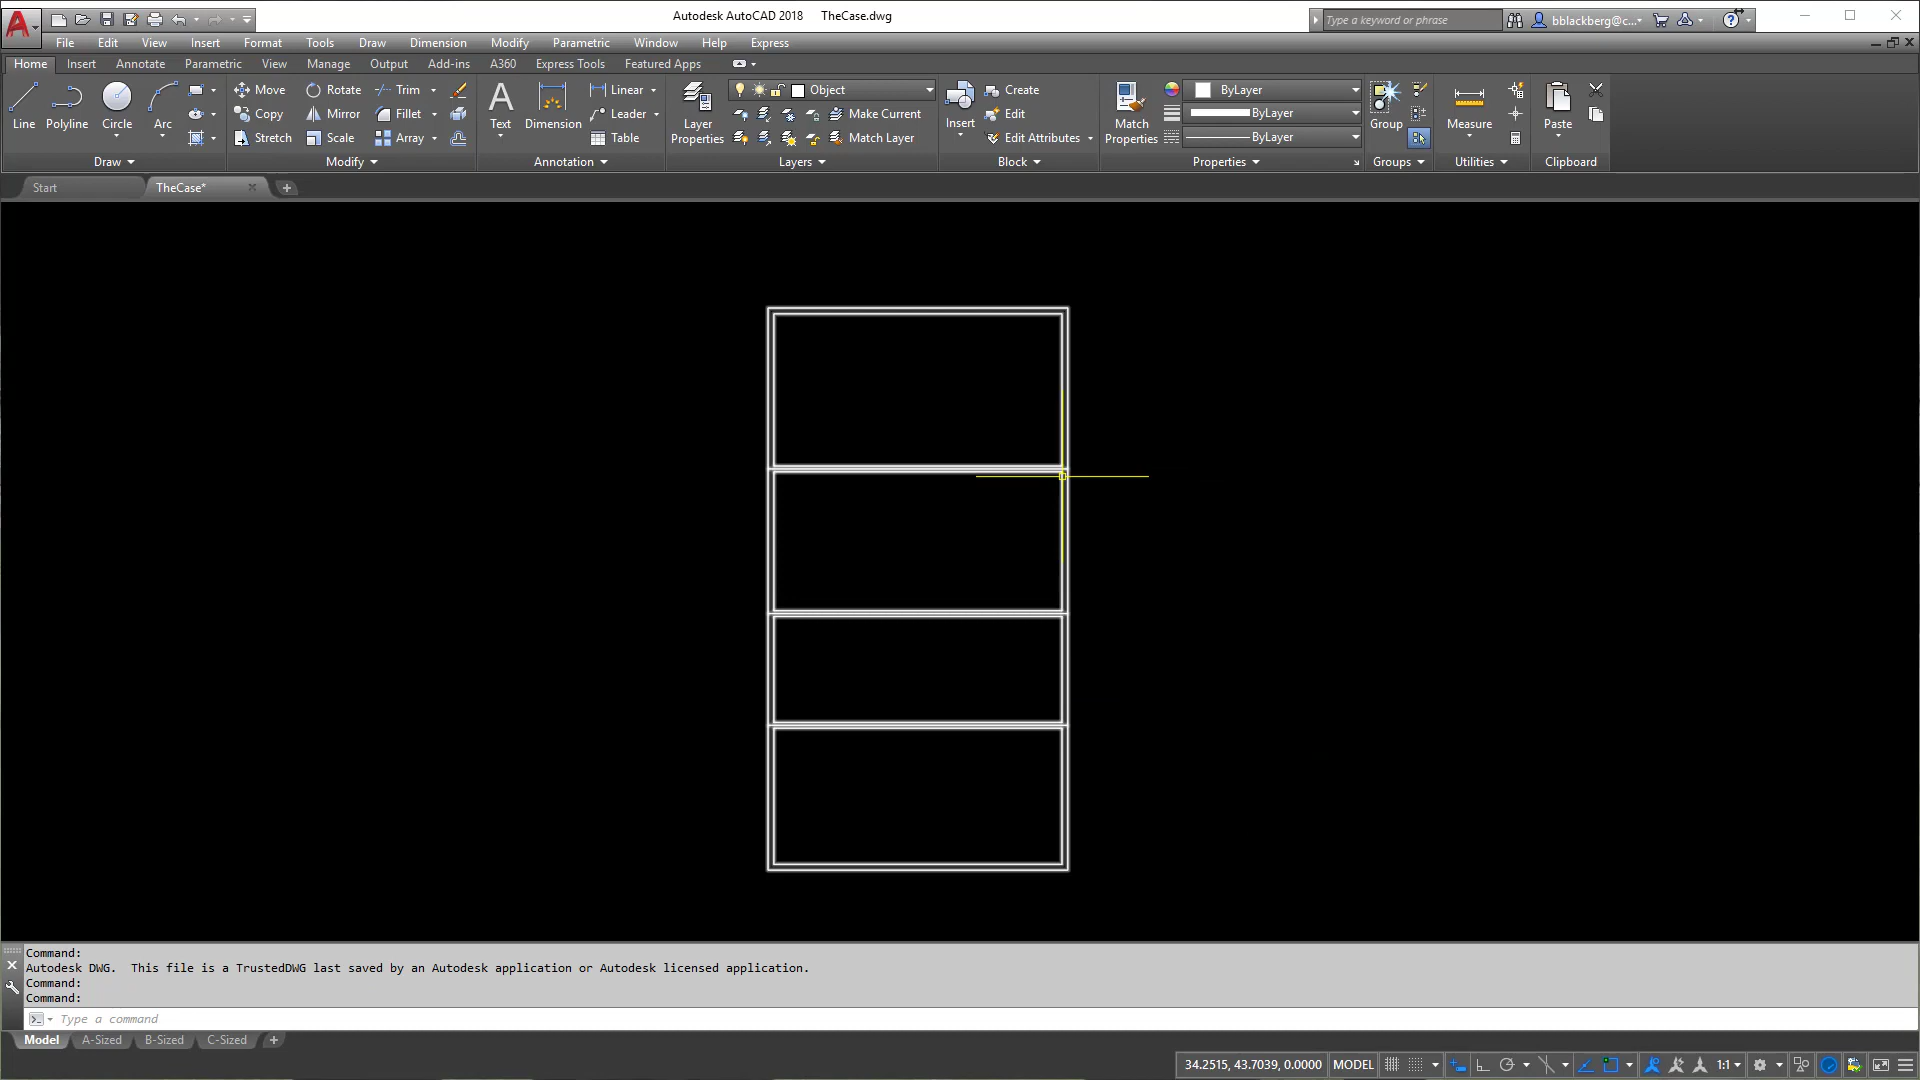 Autodesk AutoCAD 2018 TheCase.dwg
Type a keyword or phrase
bblackberg@c...
File Edit View Insert Format Tools Draw Dimension Modify Parametric Window Help Express
Home Insert Annotate Parametric View Manage Output Add-ins A360 Express Tools Featured Apps
Move Rotate Trim Linear Object Create ByLayer
Copy Mirror Fillet Leader Make Current Edit ByLayer
Line Polyline Circle Arc Text Dimension Layer Properties Insert Match Properties Group Measure Paste
Stretch Scale Array Table Match Layer Edit Attributes ByLayer
Draw Modify Annotation Layers Block Properties Groups Utilities Clipboard
Start TheCase*
Command:
Autodesk DWG. This file is a TrustedDWG last saved by an Autodesk application or Autodesk licensed application.
Command:
Command:
Type a command
Model A-Sized B-Sized C-Sized +
34.2515, 43.7039, 0.0000 MODEL 1:1